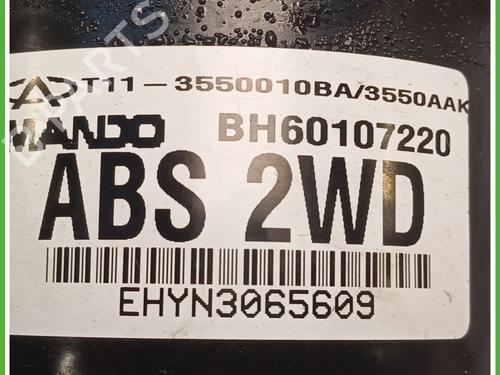 T11-3550010BA/3550AAK
MANDO BH60107220
ABS 2WD
EHYN3065609